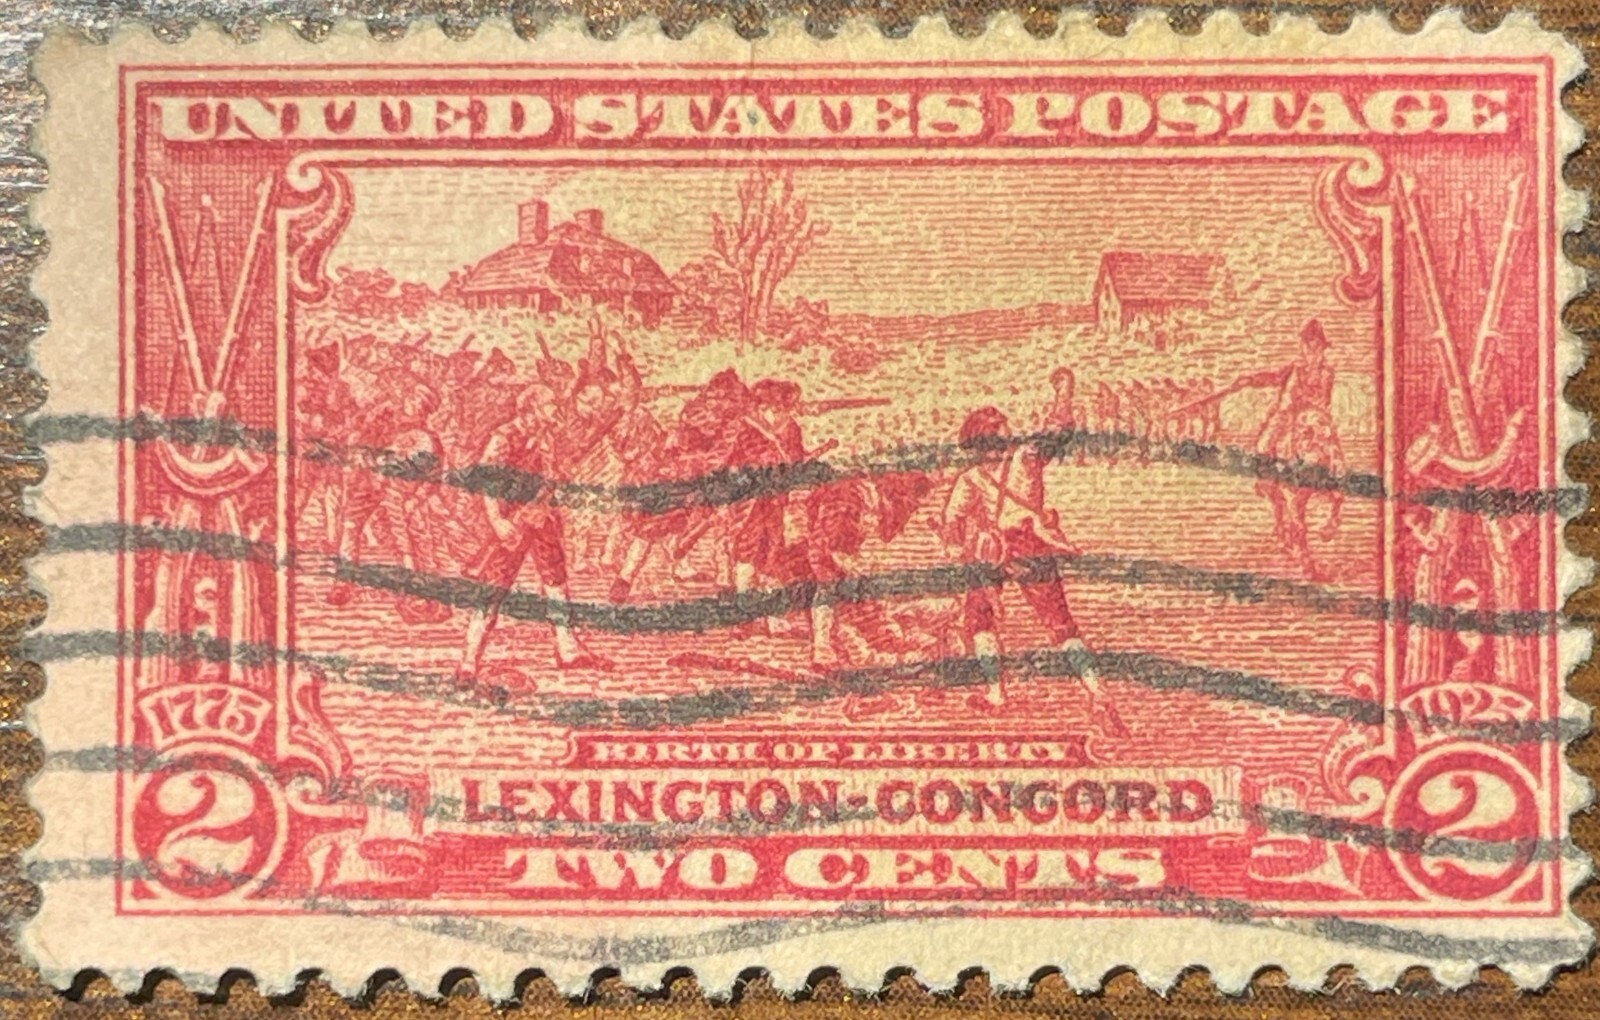 UNITED STATES POSTAGE
1775
1925
BIRTH OF LIBERTY
2
LEXINGTON-CONCORD
2
TWO CENTS